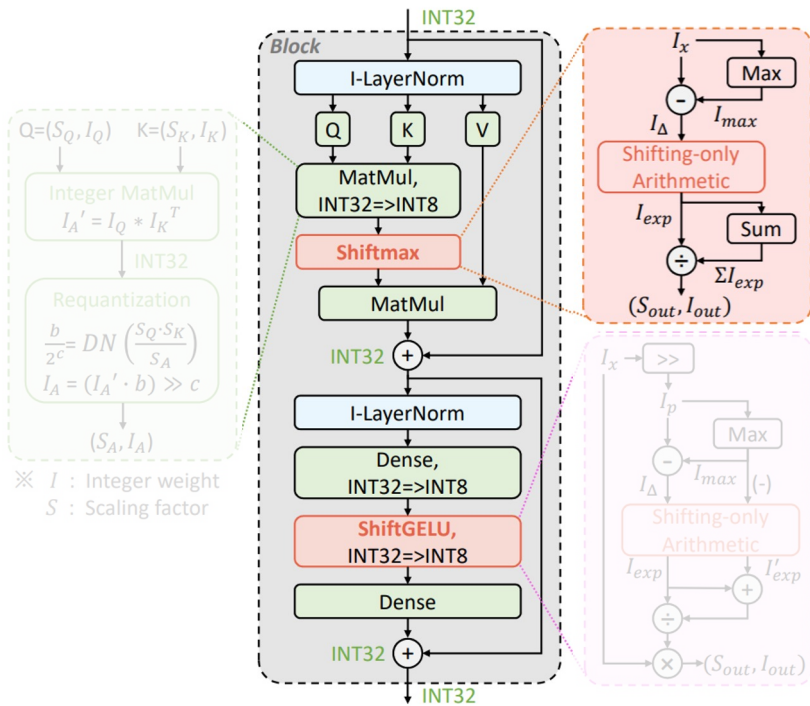 INT32
Block
I-LayerNorm
Q
K
V
MatMul,
INT32=>INT8
Shiftmax
MatMul
INT32
+
I-LayerNorm
Dense,
INT32=>INT8
ShiftGELU,
INT32=>INT8
Dense
INT32
+
INT32
Q=(S_Q, I_Q)
K=(S_K, I_K)
Integer MatMul
I_A' = I_Q * I_K^T
INT32
Requantization
b/2^c = DN (S_Q·S_K/S_A)
I_A = (I_A' · b) ≫ c
(S_A, I_A)
※ I : Integer weight
S : Scaling factor
I_x
Max
-
I_max
I_Δ
Shifting-only
Arithmetic
I_exp
Sum
÷
ΣI_exp
(S_out, I_out)
I_x
>>
I_p
Max
-
I_max
(-)
I_Δ
Shifting-only
Arithmetic
I_exp
I'_exp
+
÷
×
(S_out, I_out)